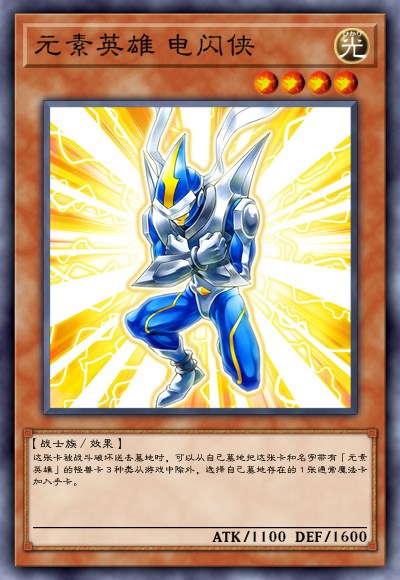 元素英雄 电闪侠
光
【战士族／效果】
这张卡被战斗破坏送去墓地时，可以从自己墓地把这张卡和名字带有「元素
英雄」的怪兽卡３种类从游戏中除外，选择自己墓地存在的１张通常魔法卡
加入手卡。
ATK/1100 DEF/1600